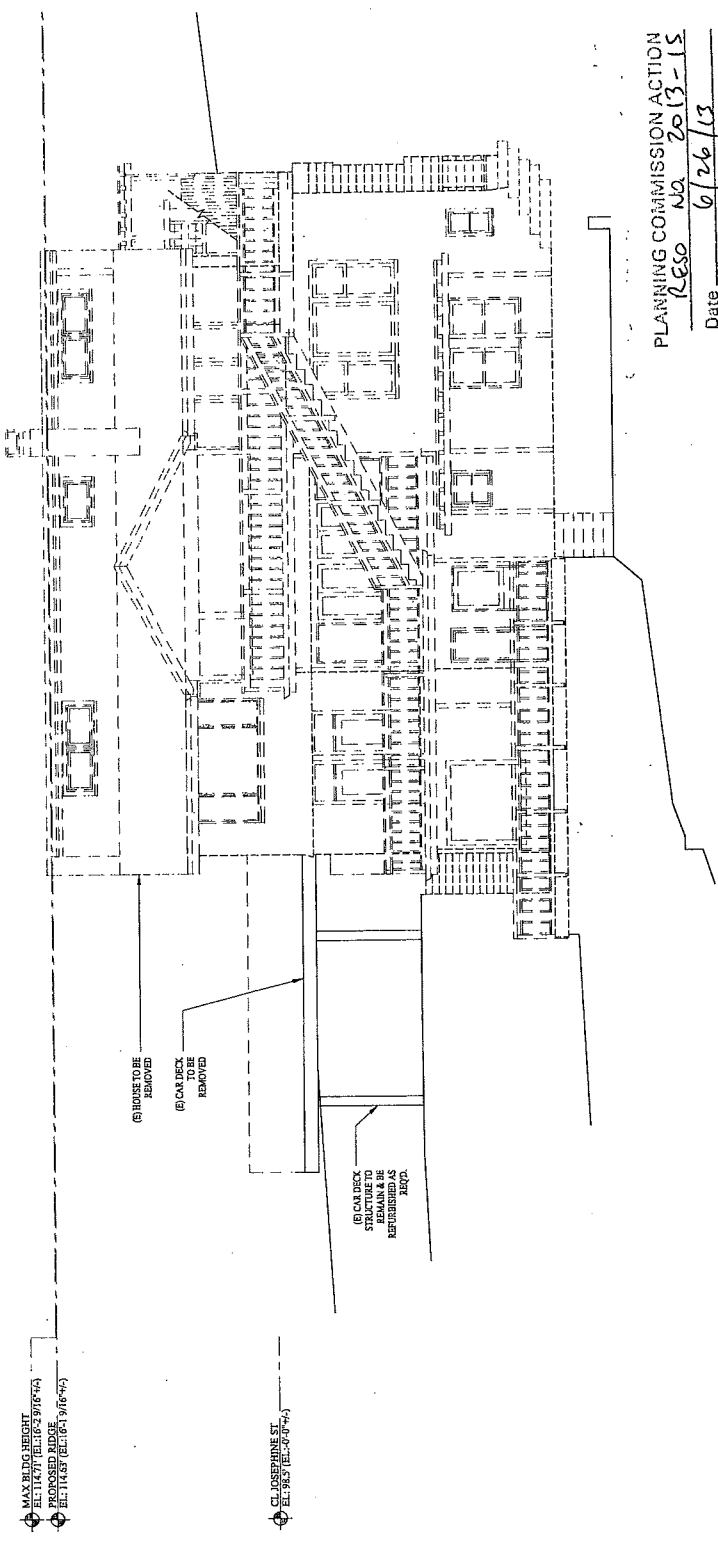 MAX BLDG HEIGHT
EL: 114.71' (EL:16'-2 9/16"+/-)
PROPOSED RIDGE
EL: 114.63' (EL:16'-1 9/16"+/-)
CL JOSEPHINE ST
EL: 98.5' (EL:-0'-0"+/-)
(E) HOUSE TO BE
REMOVED
(E) CAR DECK
TO BE
REMOVED
(E) CAR DECK
STRUCTURE TO
REMAIN & BE
REFURBISHED AS
REQ'D.
PLANNING COMMISSION ACTION
RESO No. 2013-15
Date 6/26/13